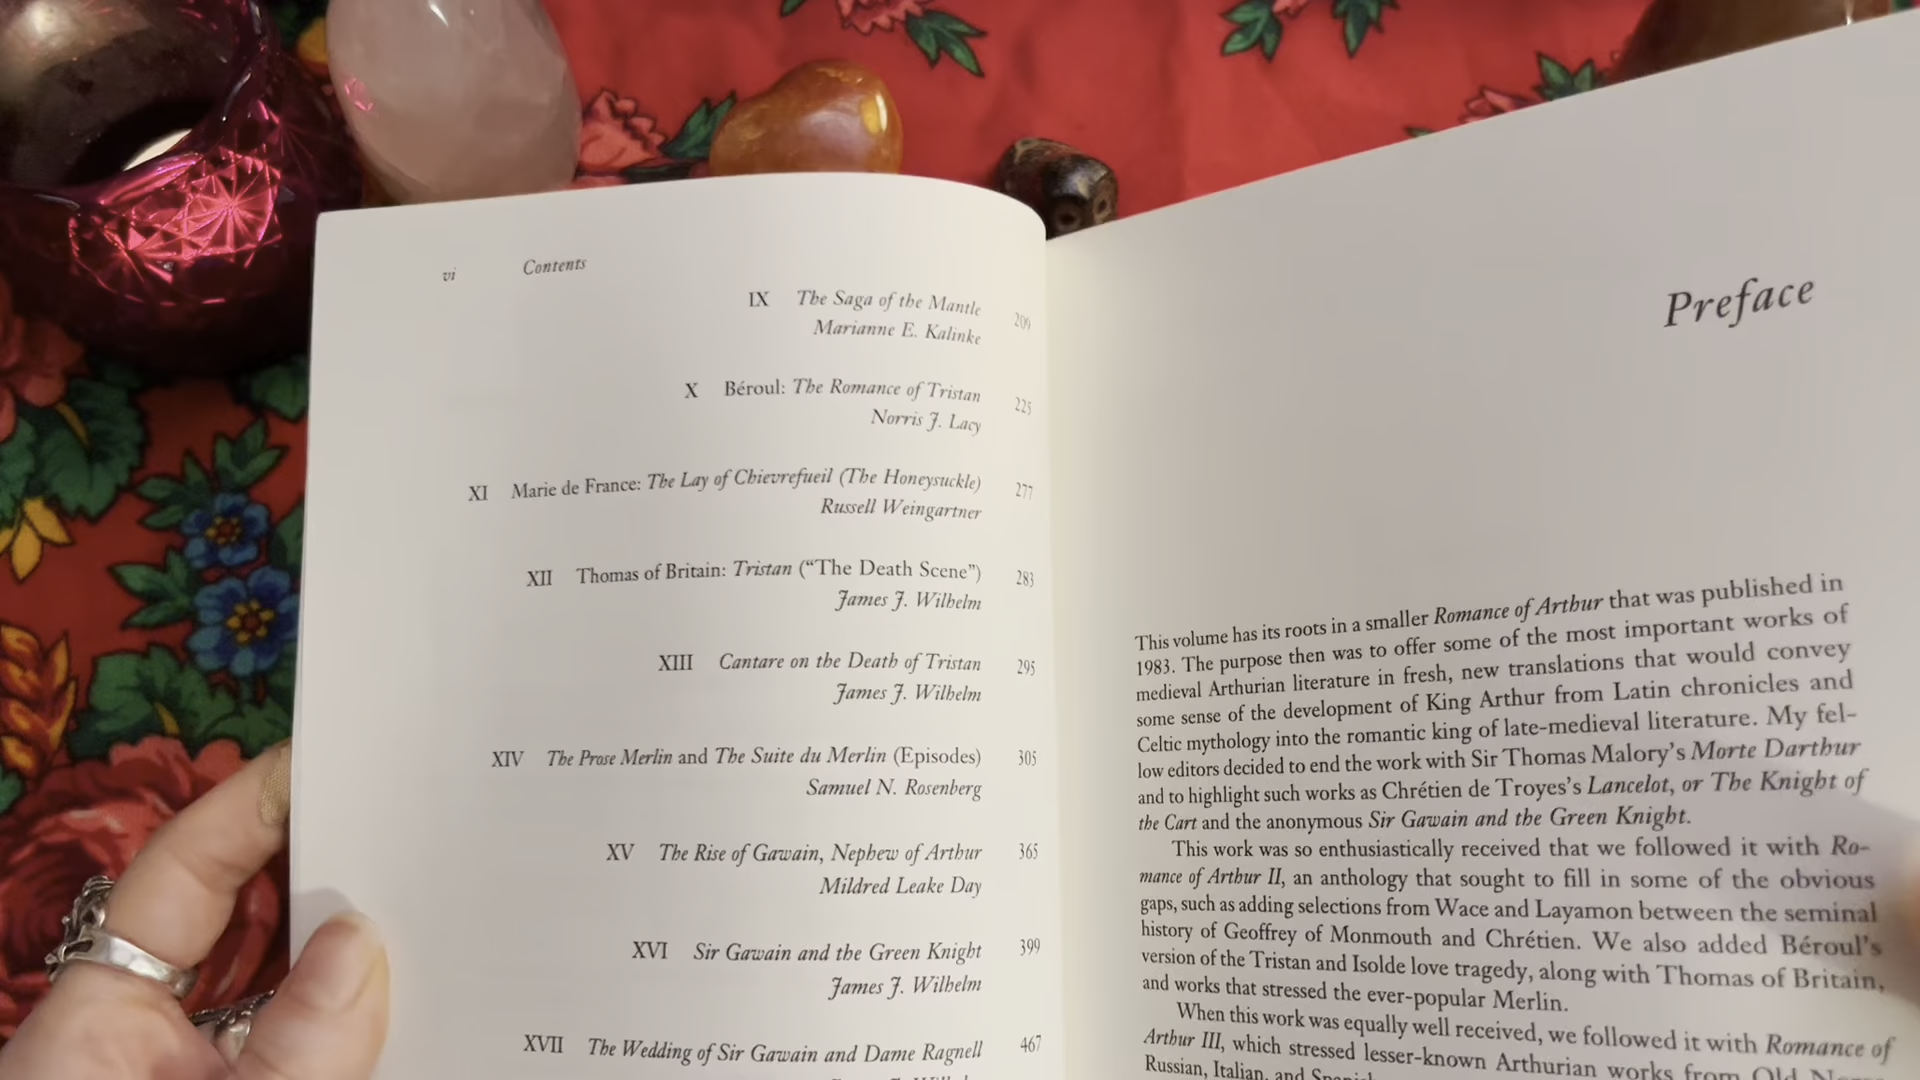 vi Contents
IX The Saga of the Mantle 209
Marianne E. Kalinke
X Béroul: The Romance of Tristan 225
Norris J. Lacy
XI Marie de France: The Lay of Chievrefueil (The Honeysuckle) 277
Russell Weingartner
XII Thomas of Britain: Tristan (“The Death Scene”) 283
James J. Wilhelm
XIII Cantare on the Death of Tristan 295
James J. Wilhelm
XIV The Prose Merlin and The Suite du Merlin (Episodes) 305
Samuel N. Rosenberg
XV The Rise of Gawain, Nephew of Arthur 365
Mildred Leake Day
XVI Sir Gawain and the Green Knight 399
James J. Wilhelm
XVII The Wedding of Sir Gawain and Dame Ragnell 467
Preface
This volume has its roots in a smaller Romance of Arthur that was published in
1983. The purpose then was to offer some of the most important works of
medieval Arthurian literature in fresh, new translations that would convey
some sense of the development of King Arthur from Latin chronicles and
Celtic mythology into the romantic king of late-medieval literature. My fel-
low editors decided to end the work with Sir Thomas Malory’s Morte Darthur
and to highlight such works as Chrétien de Troyes’s Lancelot, or The Knight of
the Cart and the anonymous Sir Gawain and the Green Knight.
This work was so enthusiastically received that we followed it with Ro-
mance of Arthur II, an anthology that sought to fill in some of the obvious
gaps, such as adding selections from Wace and Layamon between the seminal
history of Geoffrey of Monmouth and Chrétien. We also added Béroul’s
version of the Tristan and Isolde love tragedy, along with Thomas of Britain,
and works that stressed the ever-popular Merlin.
When this work was equally well received, we followed it with Romance of
Arthur III, which stressed lesser-known Arthurian works from Old Norse,
Russian, Italian, and